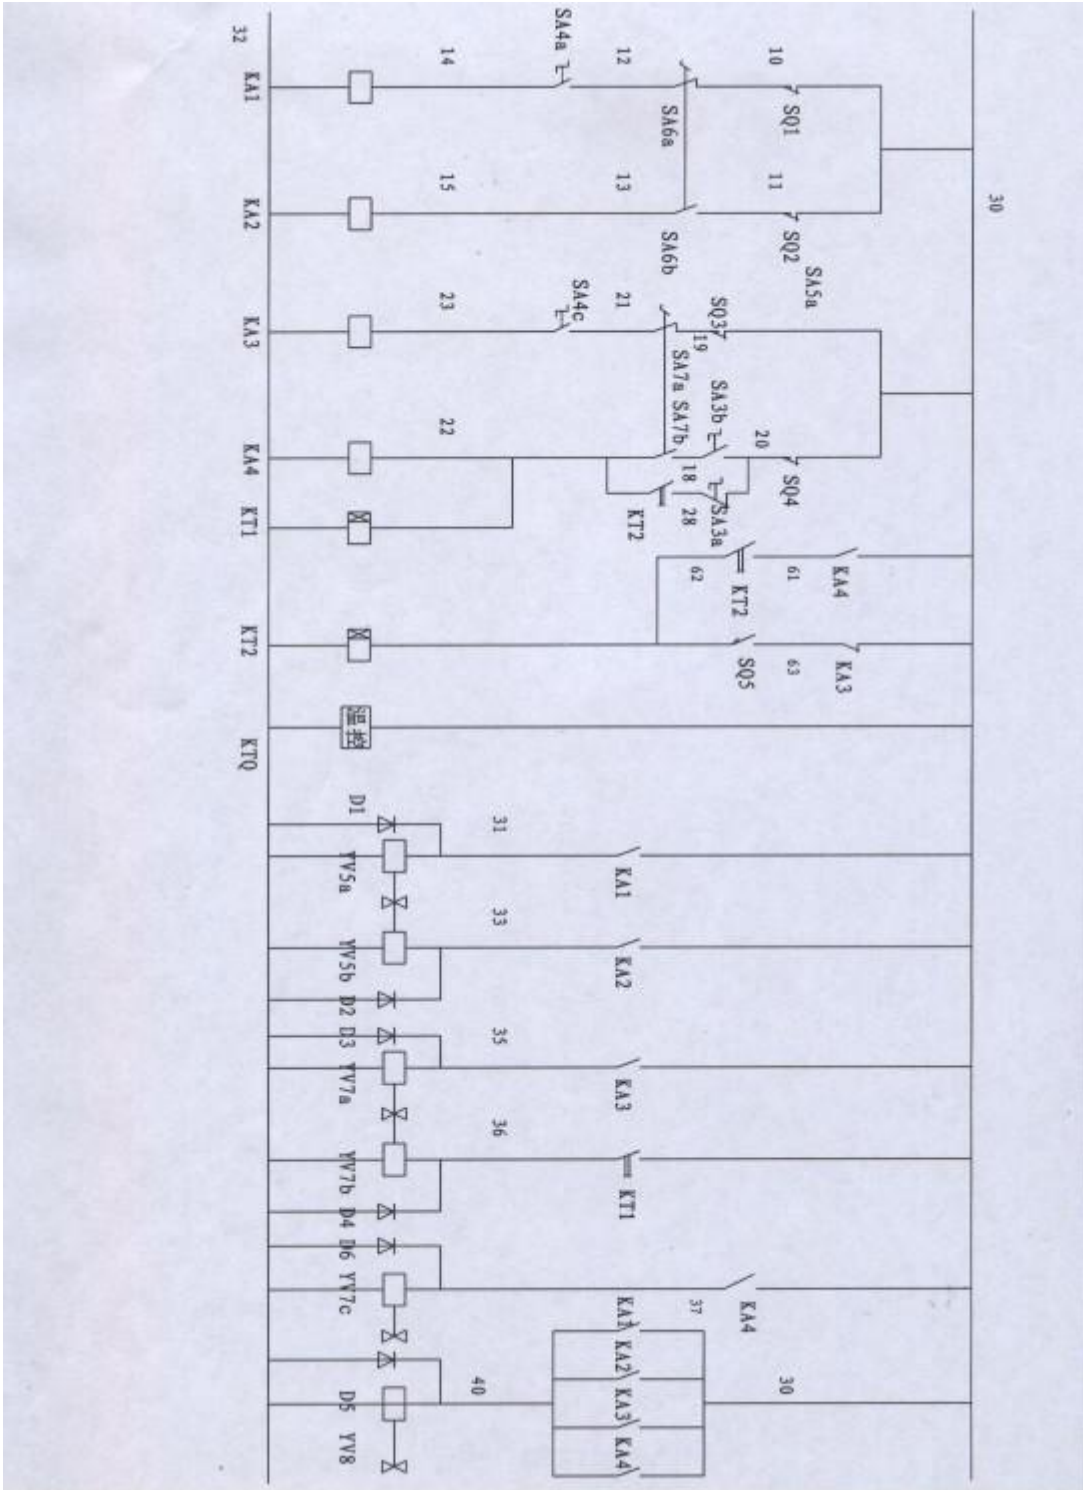 30
10
SQ1
SA6a
12
SA4a
14
KA1
32
11
SQ2
SA6b
13
15
KA2
SA5a
SQ3
19
SA7a
21
SA4c
23
KA3
SQ4
20
SA3b
SA7b
18
SA3a
28
KT2
22
KA4
KT1
KA4
61
KT2
62
KA3
63
SQ5
KT2
温控
KTQ
KA1
31
D1
YV5a
KA2
33
YV5b
D2
KA3
35
D3
YV7a
KT1
36
YV7b
D4
KA4
37
D6
YV7c
30
KA1
KA2
KA3
KA4
40
D5
YV8